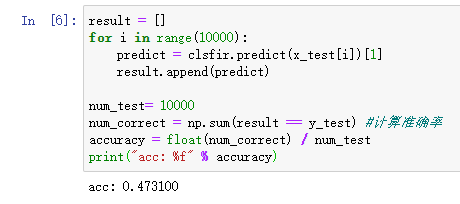 In [6]: result = []
for i in range(10000):
    predict = clsfir.predict(x_test[i])[1]
    result.append(predict)

num_test= 10000
num_correct = np.sum(result == y_test) #计算准确率
accuracy = float(num_correct) / num_test
print("acc: %f" % accuracy)
acc: 0.473100